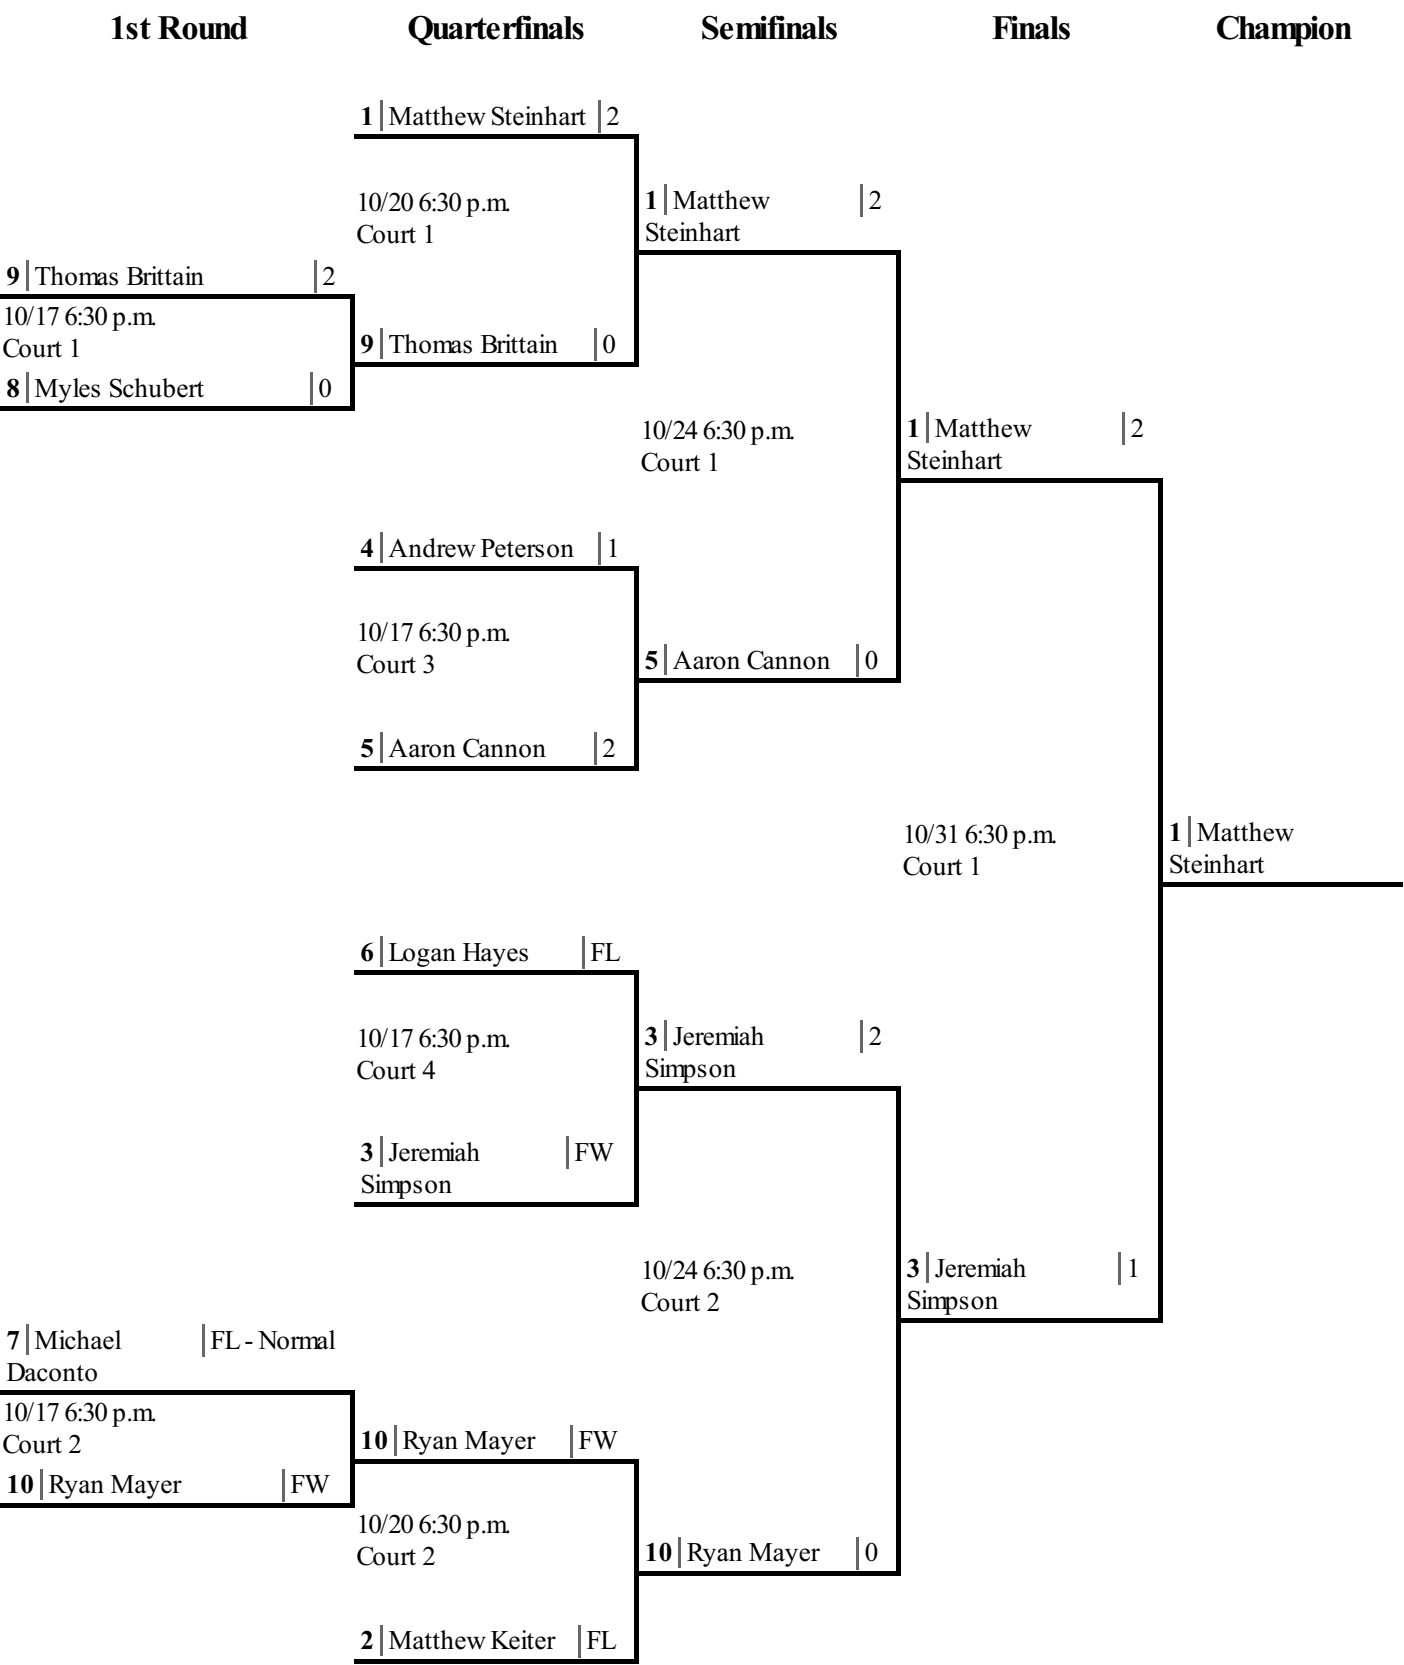 1st Round Quarterfinals Semifinals Finals Champion
1 Matthew Steinhart 2
10/20 6:30 p.m.
Court 1
1 Matthew 2
Steinhart
9 Thomas Brittain 2
10/17 6:30 p.m.
Court 1
8 Myles Schubert 0
9 Thomas Brittain 0
10/24 6:30 p.m.
Court 1
1 Matthew 2
Steinhart
4 Andrew Peterson 1
10/17 6:30 p.m.
Court 3
5 Aaron Cannon 0
5 Aaron Cannon 2
10/31 6:30 p.m.
Court 1
1 Matthew
Steinhart
6 Logan Hayes FL
10/17 6:30 p.m.
Court 4
3 Jeremiah 2
Simpson
3 Jeremiah FW
Simpson
10/24 6:30 p.m.
Court 2
3 Jeremiah 1
Simpson
7 Michael FL - Normal
Daconto
10/17 6:30 p.m.
Court 2
10 Ryan Mayer FW
10 Ryan Mayer FW
10/20 6:30 p.m.
Court 2
10 Ryan Mayer 0
2 Matthew Keiter FL